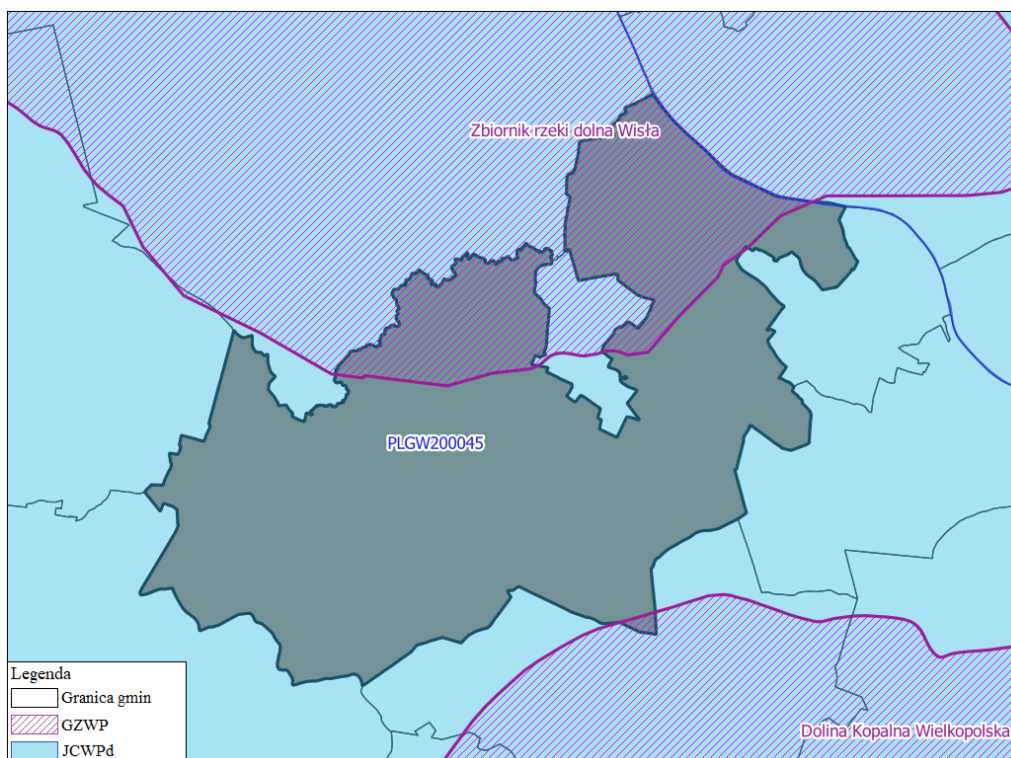 Zbiornik rzeki dolna Wisła
PLGW200045
Legenda
Granica gmin
GZWP
JCWPd
Dolina Kopalna Wielkopolska